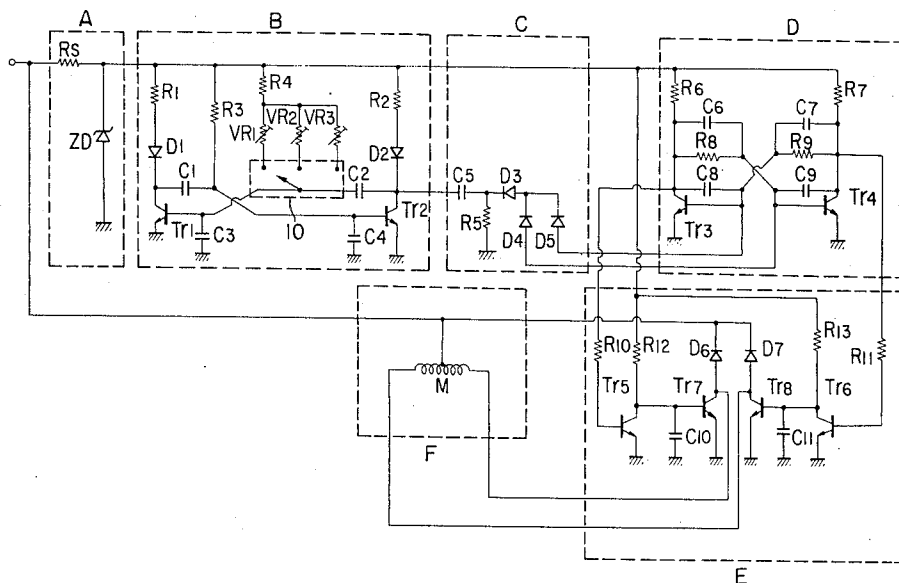 A
B
C
D
Rs
ZD
R1
R3
R4
VR1
VR2
VR3
R2
D1
D2
C1
C2
Tr1
Tr2
C3
C4
10
C5
D3
R5
D4
D5
R6
R7
C6
C7
R8
R9
C8
C9
Tr3
Tr4
M
F
R10
R12
D6
D7
R13
R11
Tr5
Tr7
Tr8
Tr6
C10
C11
E